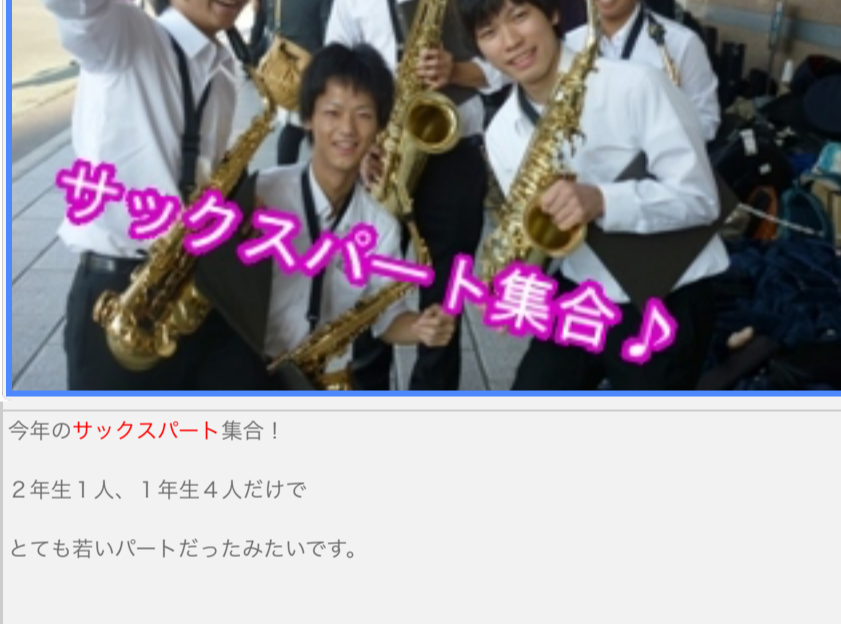 サックスパート集合♪
今年のサックスパート集合！
２年生１人、１年生４人だけで
とても若いパートだったみたいです。